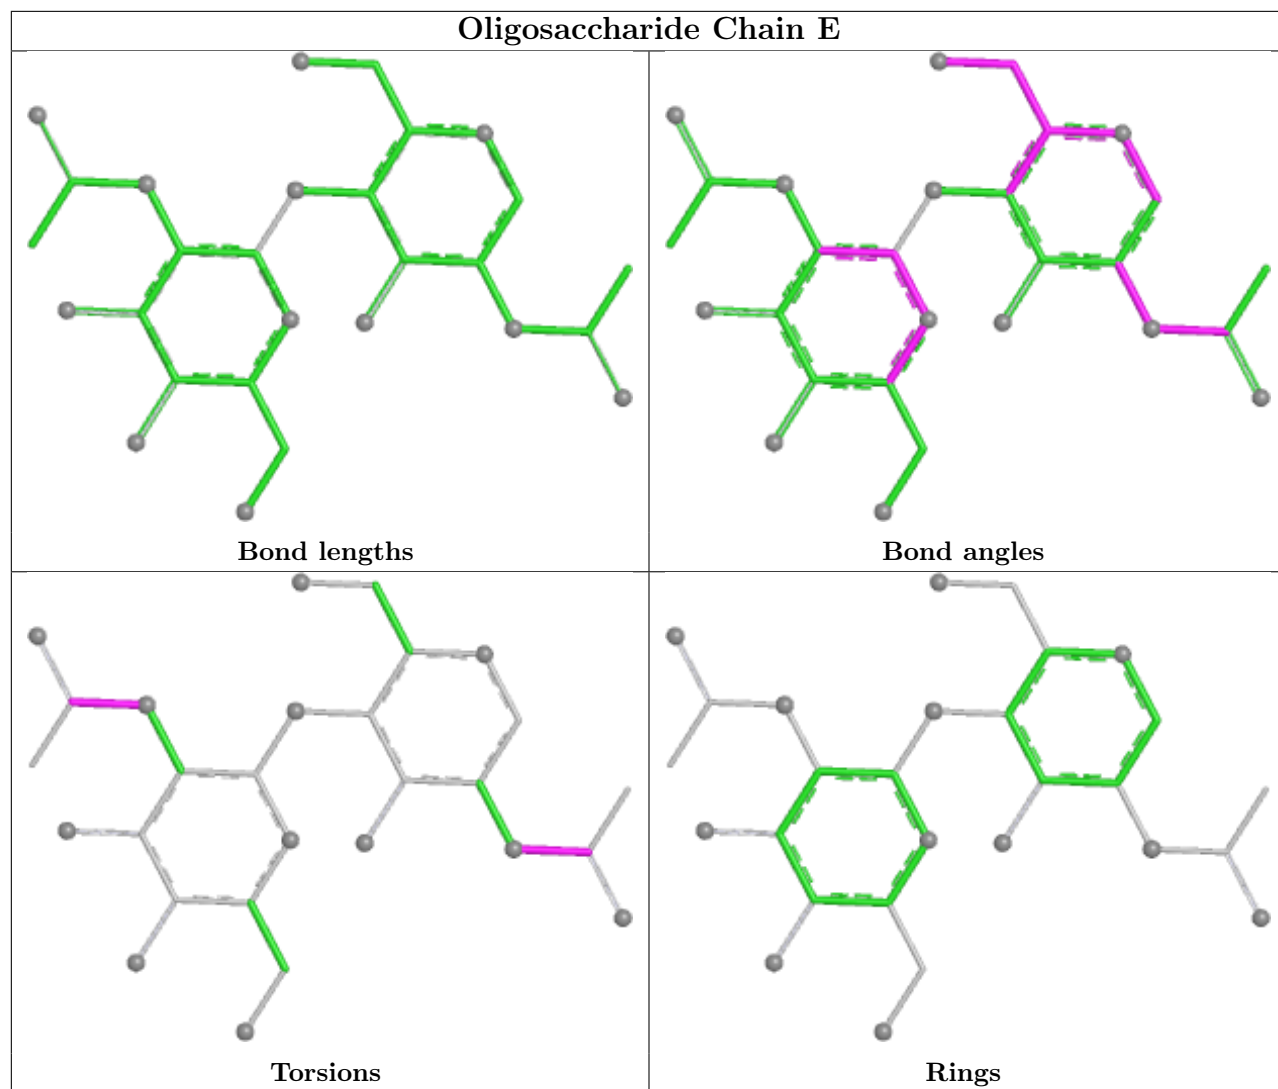 Oligosaccharide Chain E
Bond lengths
Bond angles
Torsions
Rings